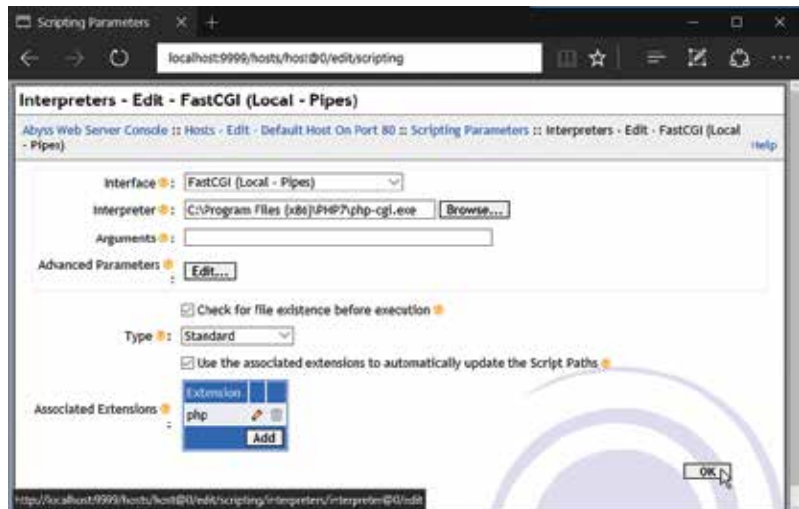 Scripting Parameters
localhost:9999/hosts/host@0/edit/scripting
Interpreters - Edit - FastCGI (Local - Pipes)
Abyss Web Server Console :: Hosts - Edit - Default Host On Port 80 :: Scripting Parameters :: Interpreters - Edit - FastCGI (Local
- Pipes)
Help
Interface : FastCGI (Local - Pipes)
Interpreter : C:\Program Files (x86)\PHP7\php-cgi.exe Browse...
Arguments :
Advanced Parameters : Edit...
Check for file existence before execution
Type : Standard
Use the associated extensions to automatically update the Script Paths
Associated Extensions :
Extension
php
Add
OK
http://localhost:9999/hosts/host@0/edit/scripting/interpreters/interpreter@0/edit